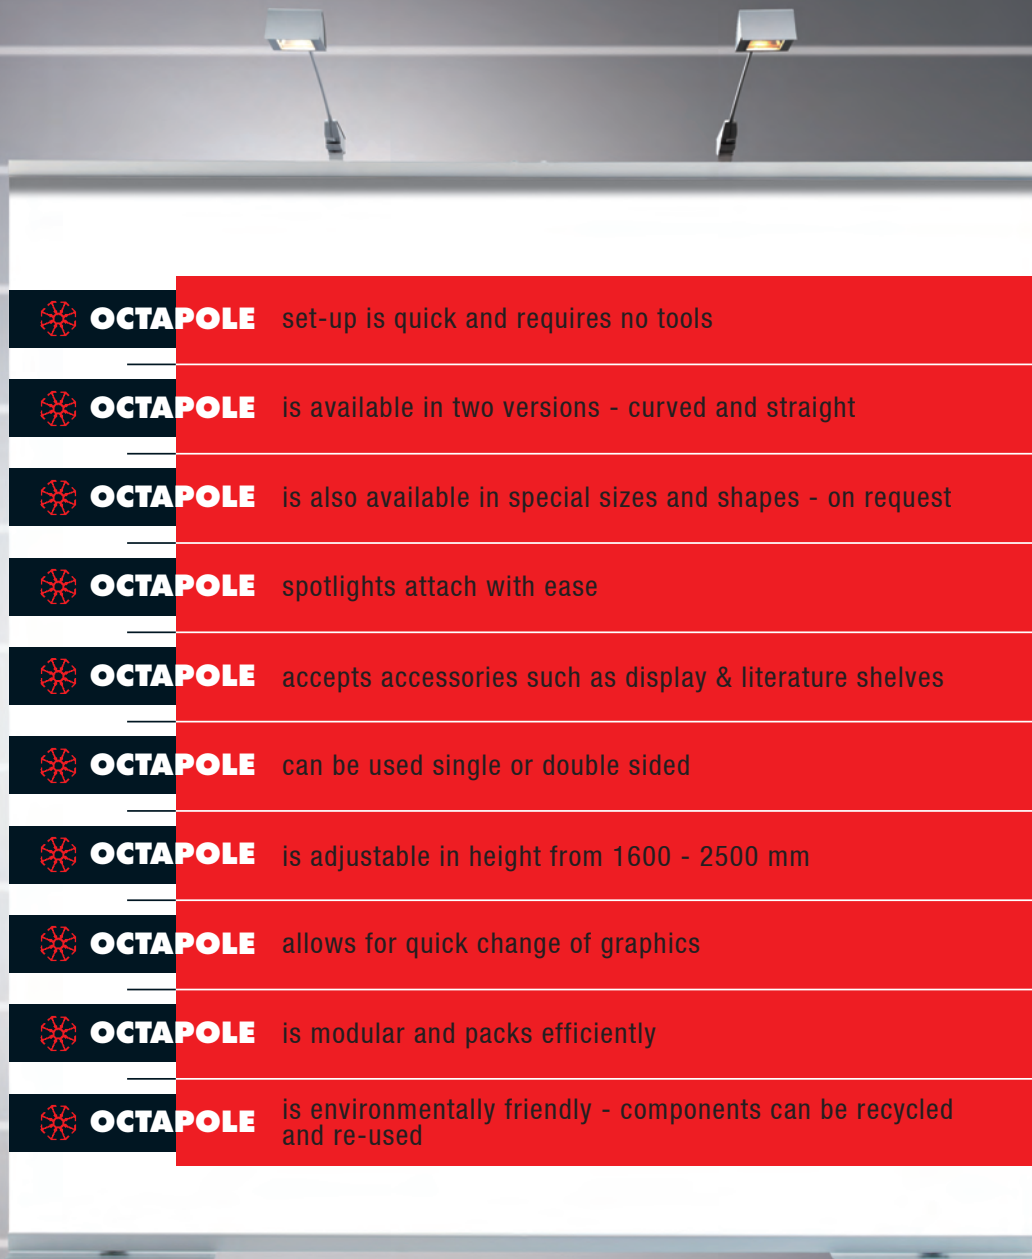 OCTAPOLE set-up is quick and requires no tools
OCTAPOLE is available in two versions - curved and straight
OCTAPOLE is also available in special sizes and shapes - on request
OCTAPOLE spotlights attach with ease
OCTAPOLE accepts accessories such as display & literature shelves
OCTAPOLE can be used single or double sided
OCTAPOLE is adjustable in height from 1600 - 2500 mm
OCTAPOLE allows for quick change of graphics
OCTAPOLE is modular and packs efficiently
OCTAPOLE is environmentally friendly - components can be recycled
and re-used